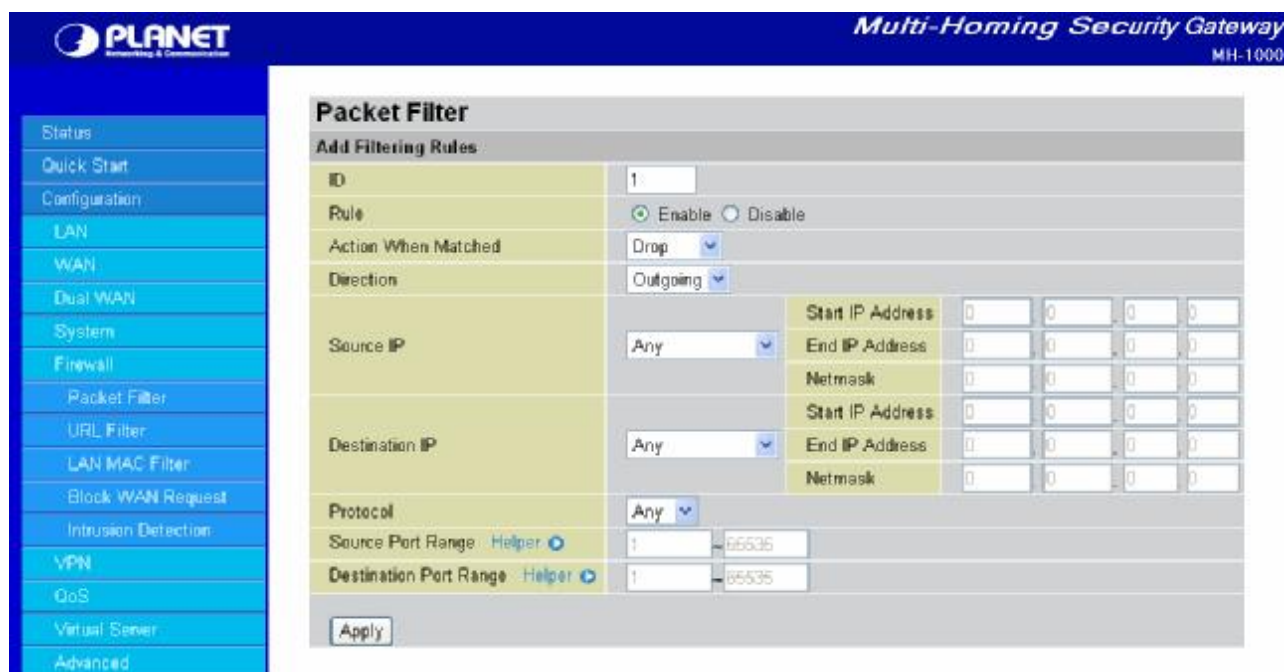 PLANET
Networking & Communication
Multi-Homing Security Gateway
MH-1000
Status
Quick Start
Configuration
LAN
WAN
Dual WAN
System
Firewall
Packet Filter
URL Filter
LAN MAC Filter
Block WAN Request
Intrusion Detection
VPN
QoS
Virtual Server
Advanced
Packet Filter
Add Filtering Rules
ID 1
Rule Enable Disable
Action When Matched Drop
Direction Outgoing
Source IP Any
Start IP Address 0 . 0 . 0 . 0
End IP Address 0 . 0 . 0 . 0
Netmask 0 . 0 . 0 . 0
Destination IP Any
Start IP Address 0 . 0 . 0 . 0
End IP Address 0 . 0 . 0 . 0
Netmask 0 . 0 . 0 . 0
Protocol Any
Source Port Range Helper 1 ~ 65535
Destination Port Range Helper 1 ~ 65535
Apply